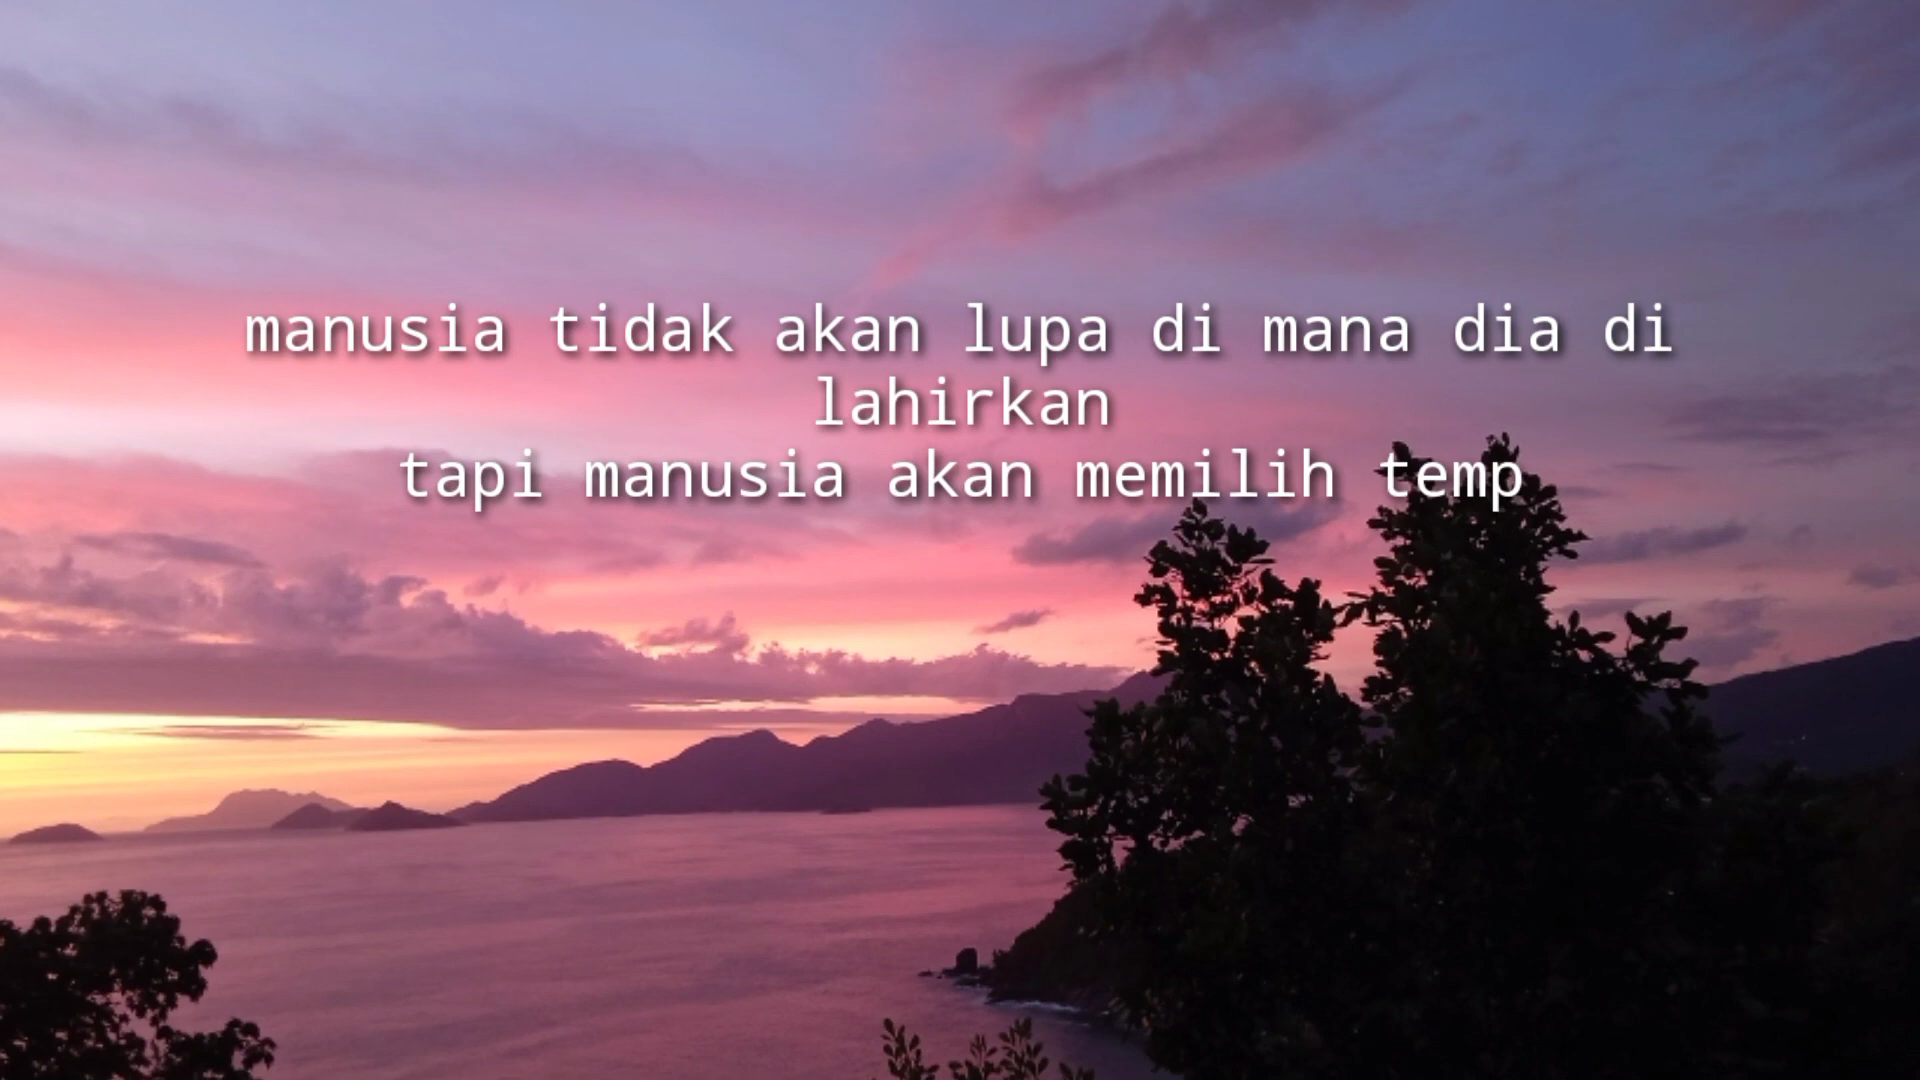 manusia tidak akan lupa di mana dia di
lahirkan
tapi manusia akan memilih temp